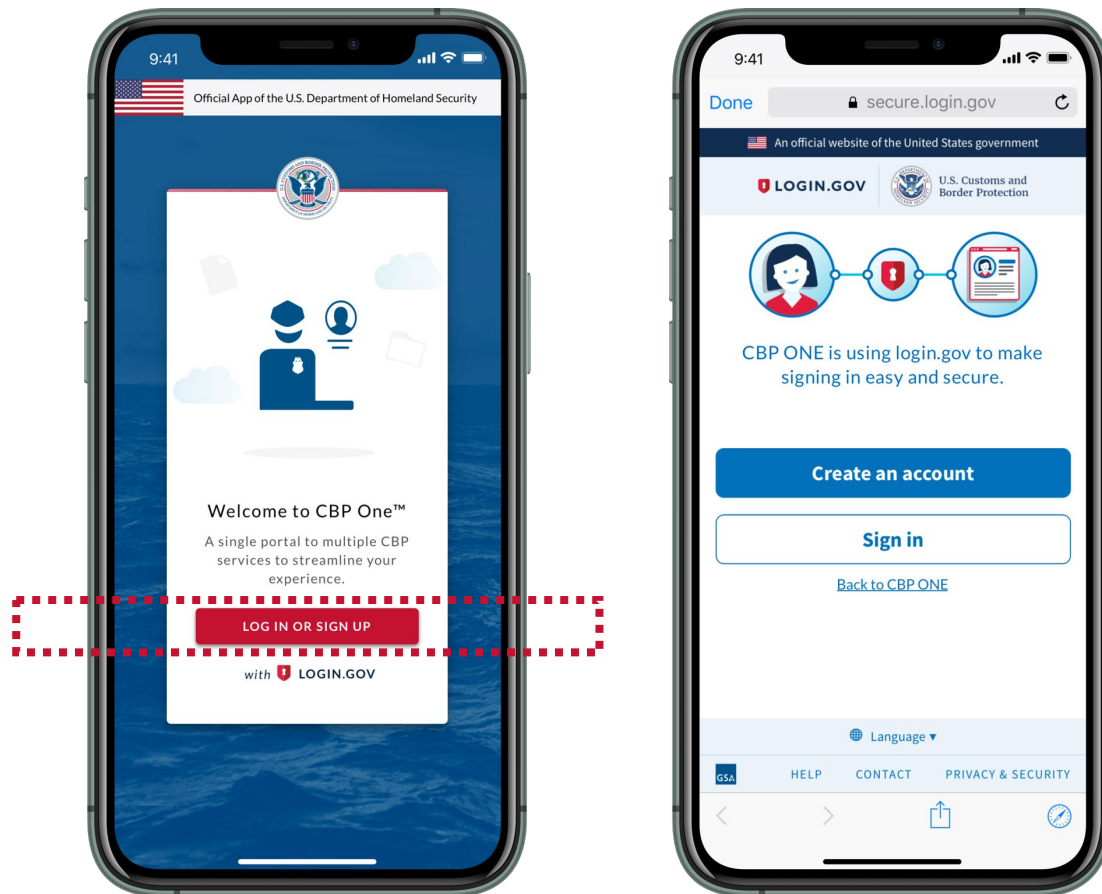 9:41
Official App of the U.S. Department of Homeland Security
Welcome to CBP One™
A single portal to multiple CBP
services to streamline your
experience.
LOG IN OR SIGN UP
with LOGIN.GOV
9:41
Done secure.login.gov
An official website of the United States government
LOGIN.GOV
U.S. Customs and
Border Protection
CBP ONE is using login.gov to make
signing in easy and secure.
Create an account
Sign in
Back to CBP ONE
Language ▾
GSA HELP CONTACT PRIVACY & SECURITY